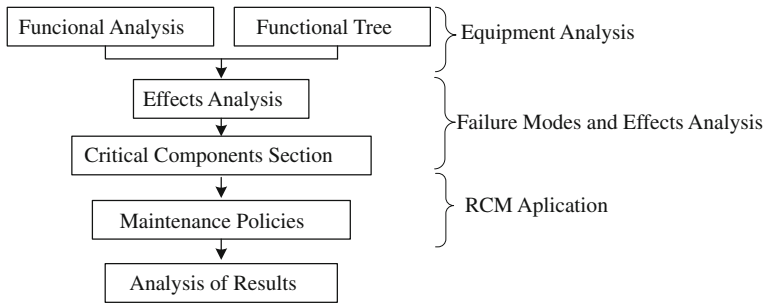 Funcional Analysis
Functional Tree
Equipment Analysis
Effects Analysis
Failure Modes and Effects Analysis
Critical Components Section
RCM Aplication
Maintenance Policies
Analysis of Results